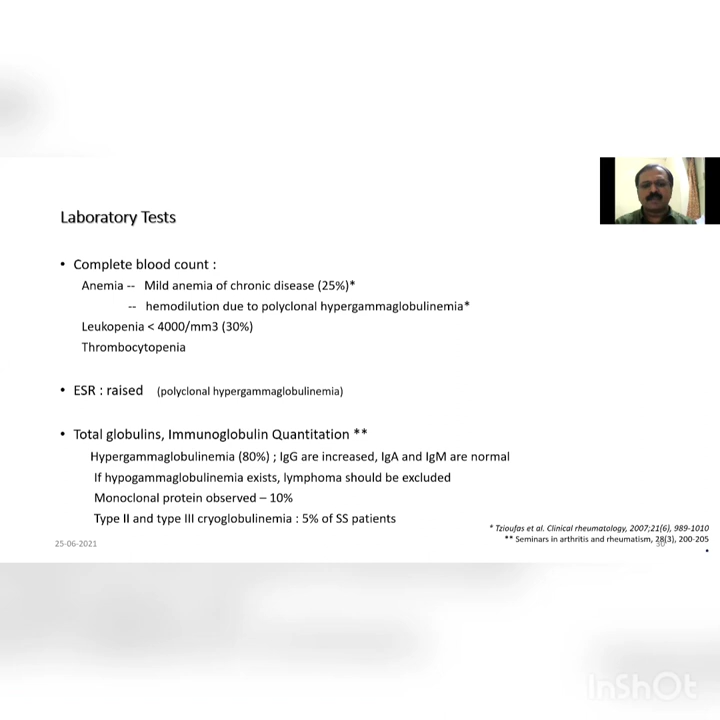 Laboratory Tests
• Complete blood count :
Anemia -- Mild anemia of chronic disease (25%)*
-- hemodilution due to polyclonal hypergammaglobulinemia*
Leukopenia < 4000/mm3 (30%)
Thrombocytopenia
• ESR : raised (polyclonal hypergammaglobulinemia)
• Total globulins, Immunoglobulin Quantitation **
Hypergammaglobulinemia (80%) ; IgG are increased, IgA and IgM are normal
If hypogammaglobulinemia exists, lymphoma should be excluded
Monoclonal protein observed – 10%
Type II and type III cryoglobulinemia : 5% of SS patients
* Tzioufas et al. Clinical rheumatology, 2007;21(6), 989-1010
** Seminars in arthritis and rheumatism, 28(3), 200-205
•
25-06-2021
InShOt